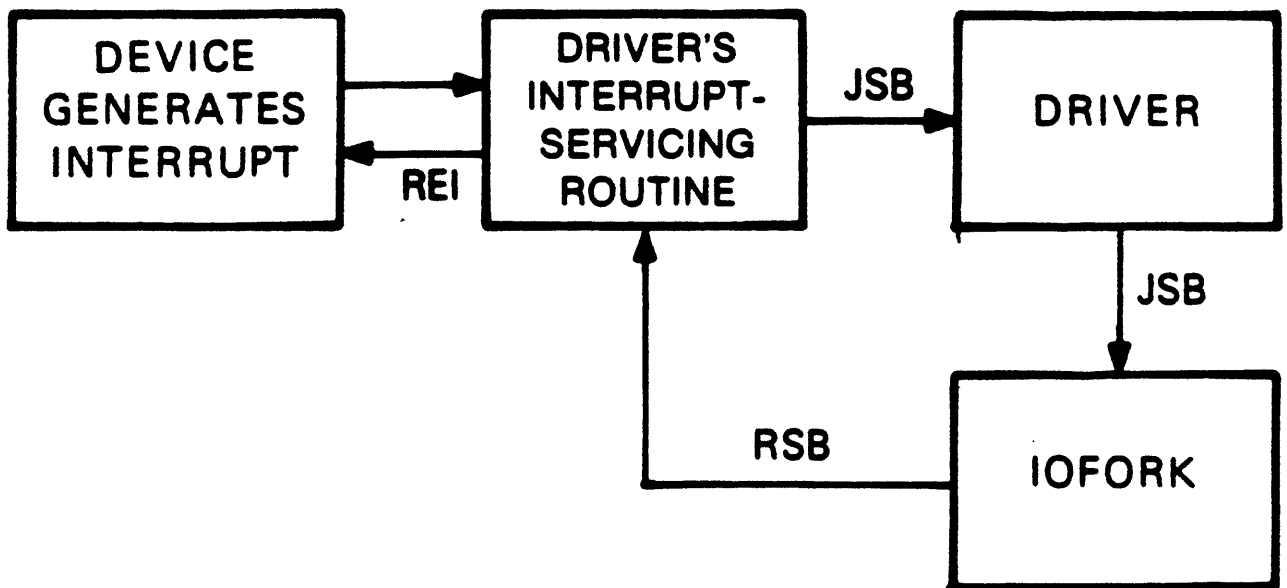 DEVICE
GENERATES
INTERRUPT
REI
DRIVER'S
INTERRUPT-
SERVICING
ROUTINE
JSB
DRIVER
JSB
IOFORK
RSB